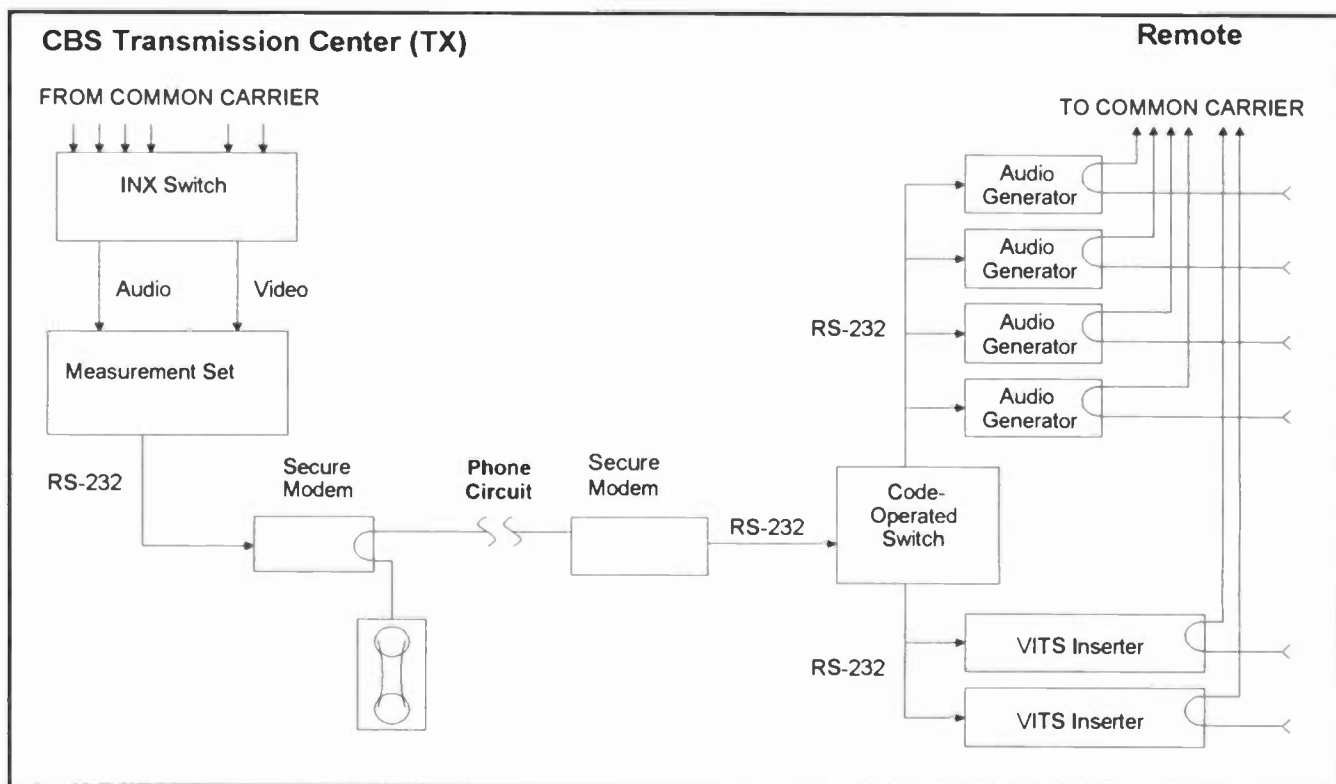 CBS Transmission Center (TX)
Remote
FROM COMMON CARRIER
TO COMMON CARRIER
INX Switch
Audio
Video
Measurement Set
RS-232
Secure
Modem
Phone
Circuit
Secure
Modem
RS-232
Code-
Operated
Switch
RS-232
Audio
Generator
Audio
Generator
Audio
Generator
Audio
Generator
RS-232
VITS Inserter
VITS Inserter